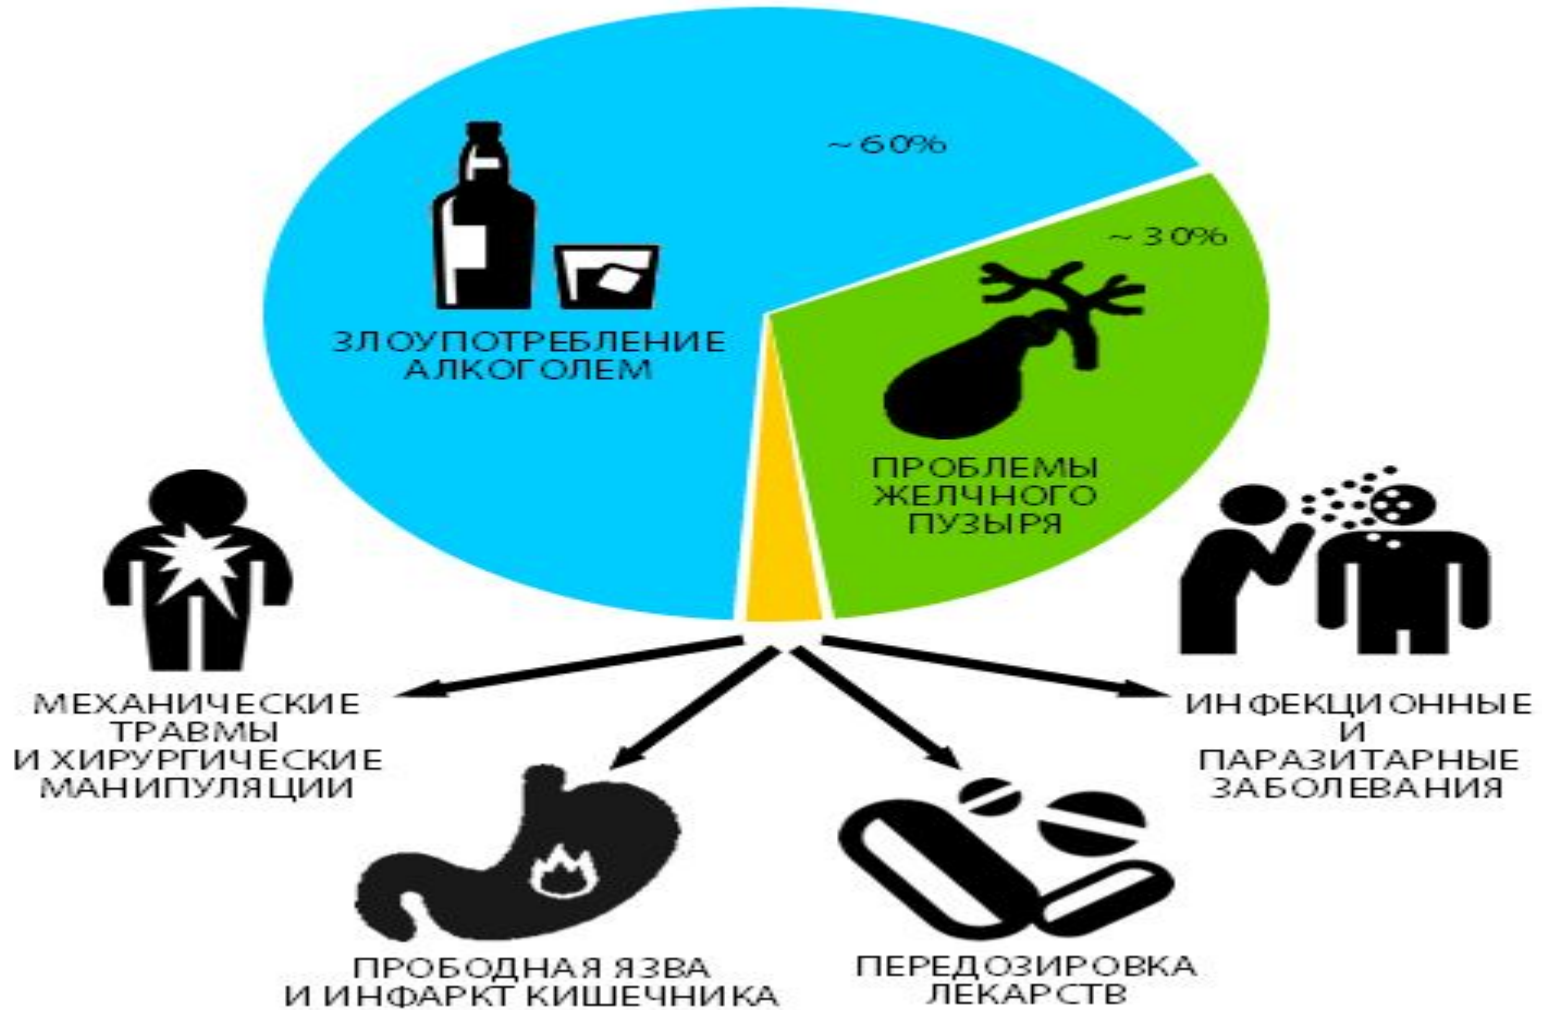 ~60%
~30%
ЗЛОУПОТРЕБЛЕНИЕ
АЛКОГОЛЕМ
ПРОБЛЕМЫ
ЖЕЛЧНОГО
ПУЗЫРЯ
МЕХАНИЧЕСКИЕ
ТРАВМЫ
И ХИРУРГИЧЕСКИЕ
МАНИПУЛЯЦИИ
ИНФЕКЦИОННЫЕ
И
ПАРАЗИТАРНЫЕ
ЗАБОЛЕВАНИЯ
ПРОБОДНАЯ ЯЗВА
И ИНФАРКТ КИШЕЧНИКА
ПЕРЕДОЗИРОВКА
ЛЕКАРСТВ